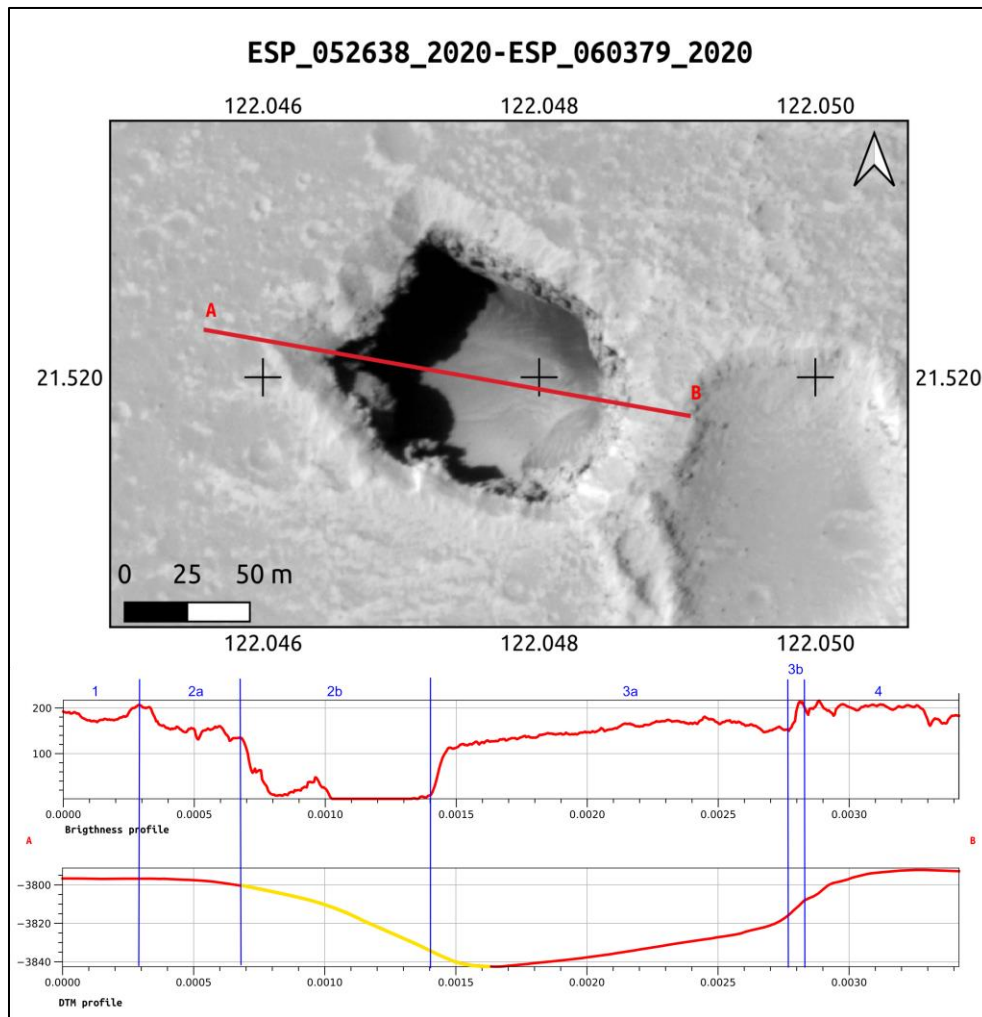 ESP_052638_2020-ESP_060379_2020
122.046 122.048 122.050
A
21.520 21.520
B
0 25 50 m
122.046 122.048 122.050
3b
1 2a 2b 3a 4
200
100
0.0000 0.0005 0.0010 0.0015 0.0020 0.0025 0.0030
Brigthness profile
A B
−3800
−3820
−3840
0.0000 0.0005 0.0010 0.0015 0.0020 0.0025 0.0030
DTM profile